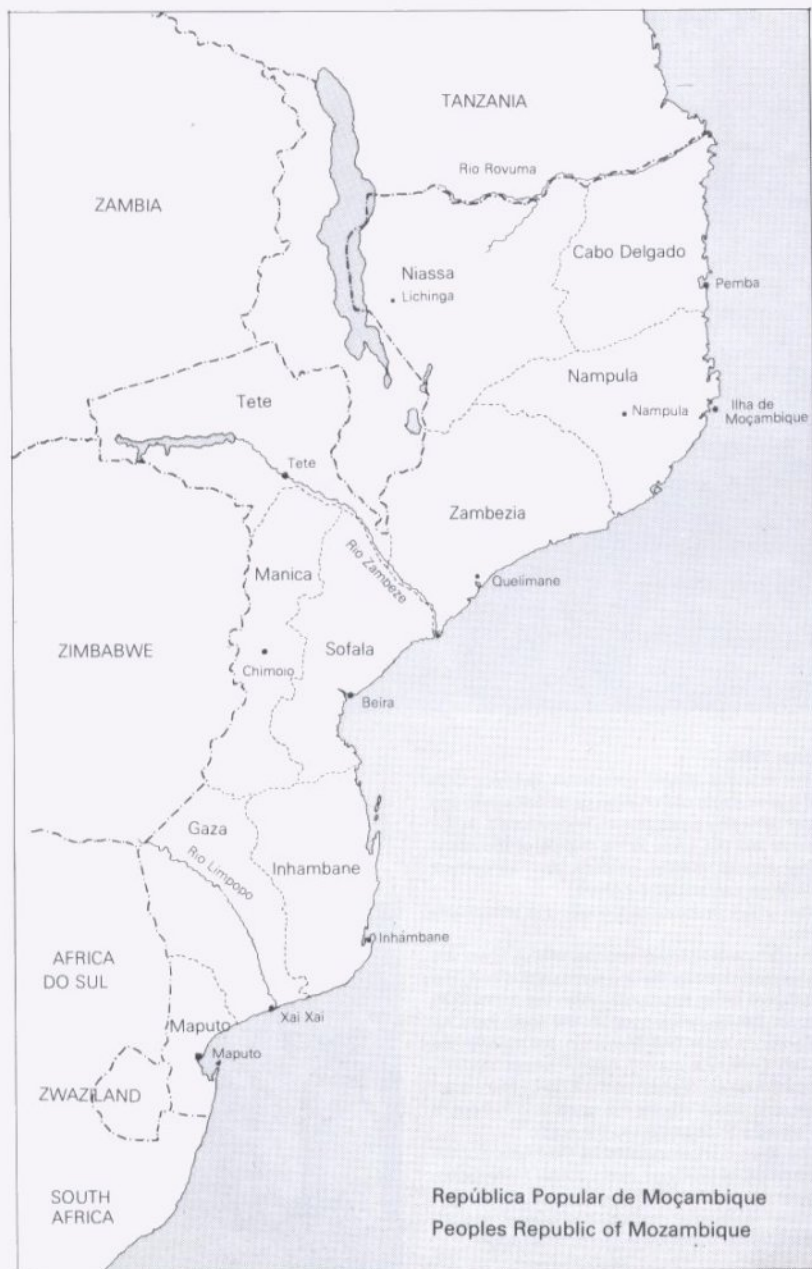 TANZANIA
Rio Rovuma
ZAMBIA
Cabo Delgado
Niassa
Lichinga
Pemba
Nampula
Tete
Nampula
Ilha de
Moçambique
Tete
Zambezia
Rio Zambeze
Manica
Quelimane
ZIMBABWE
Sofala
Chimoio
Beira
Gaza
Rio Limpopo
Inhambane
Inhambane
AFRICA
DO SUL
Xai Xai
Maputo
Maputo
ZWAZILAND
SOUTH
AFRICA
República Popular de Moçambique
Peoples Republic of Mozambique